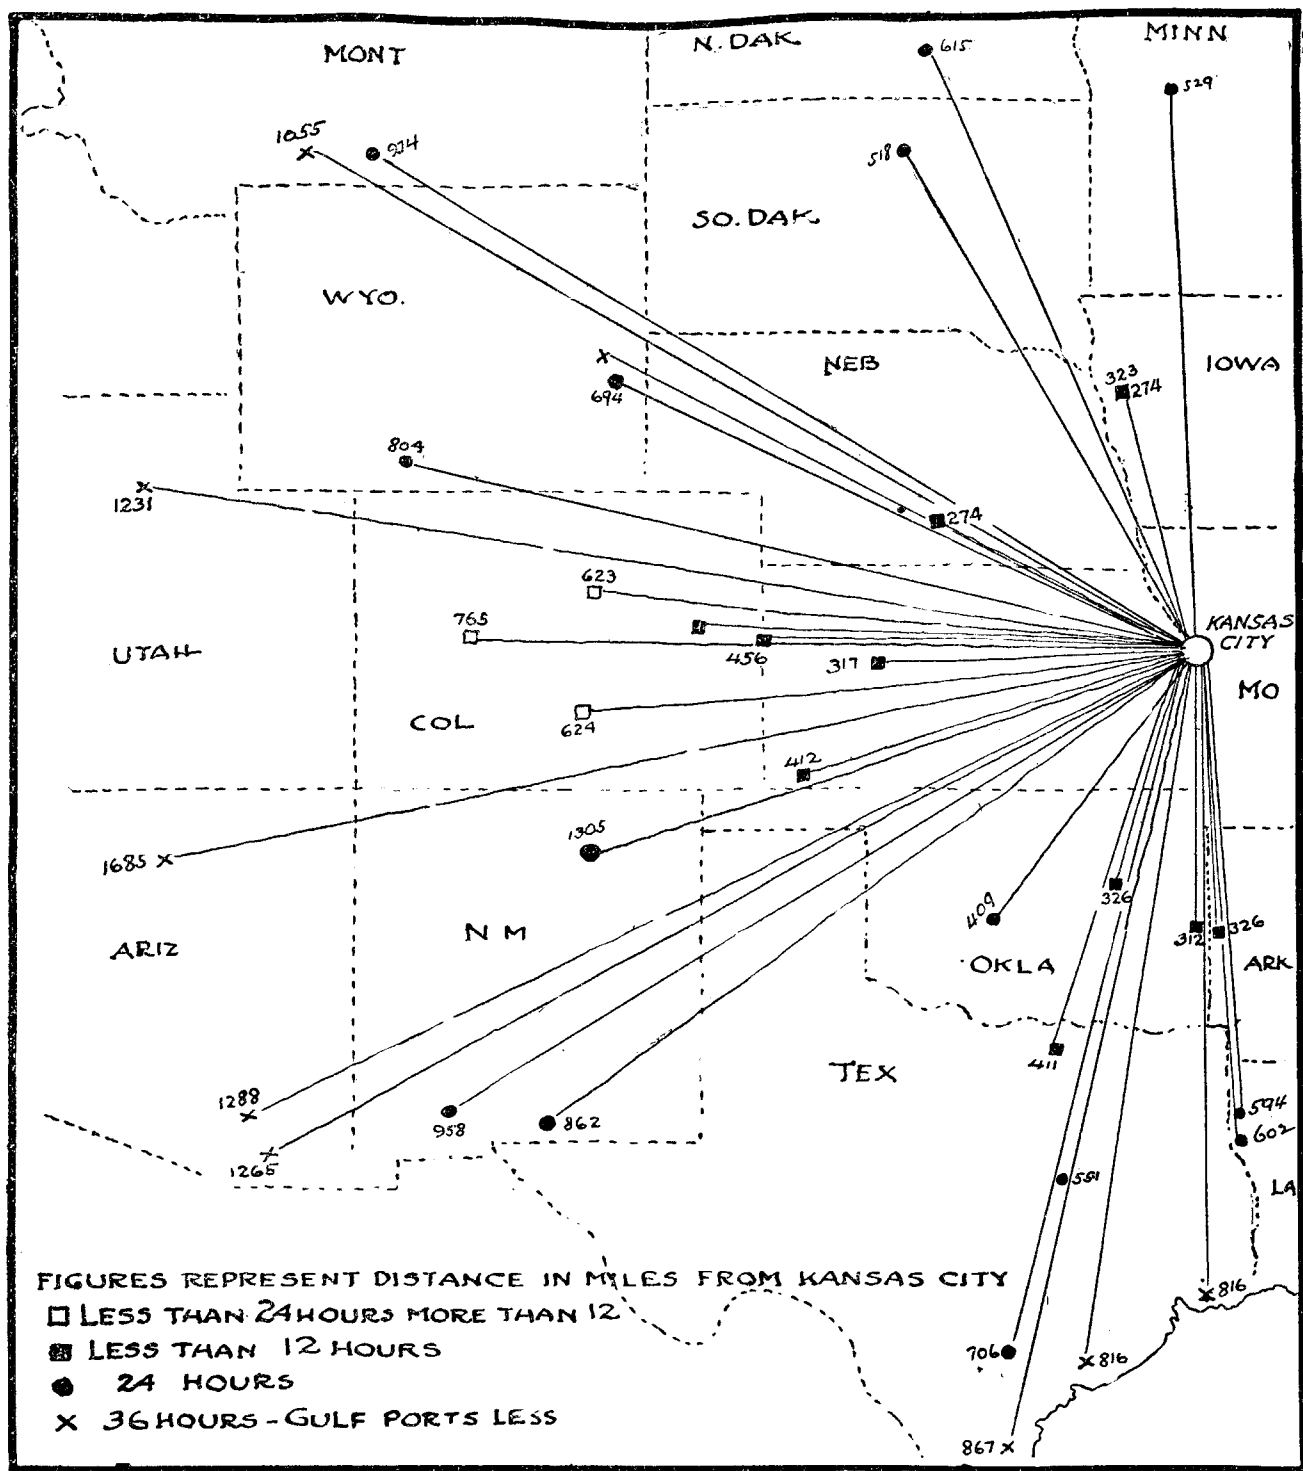 MONT
N. DAK.
MINN
615
529
1055
934
518
SO. DAK.
WYO.
NEB
IOWA
323
274
694
804
1231
274
623
765
KANSAS
CITY
UTAH
456
317
MO
COL
624
412
1305
1685
409
326
N M
ARIZ
312
326
OKLA
ARK
411
TEX
1288
958
862
594
602
1265
551
LA
FIGURES REPRESENT DISTANCE IN MILES FROM KANSAS CITY
LESS THAN 24 HOURS MORE THAN 12
816
LESS THAN 12 HOURS
706
816
24 HOURS
36 HOURS - GULF PORTS LESS
867